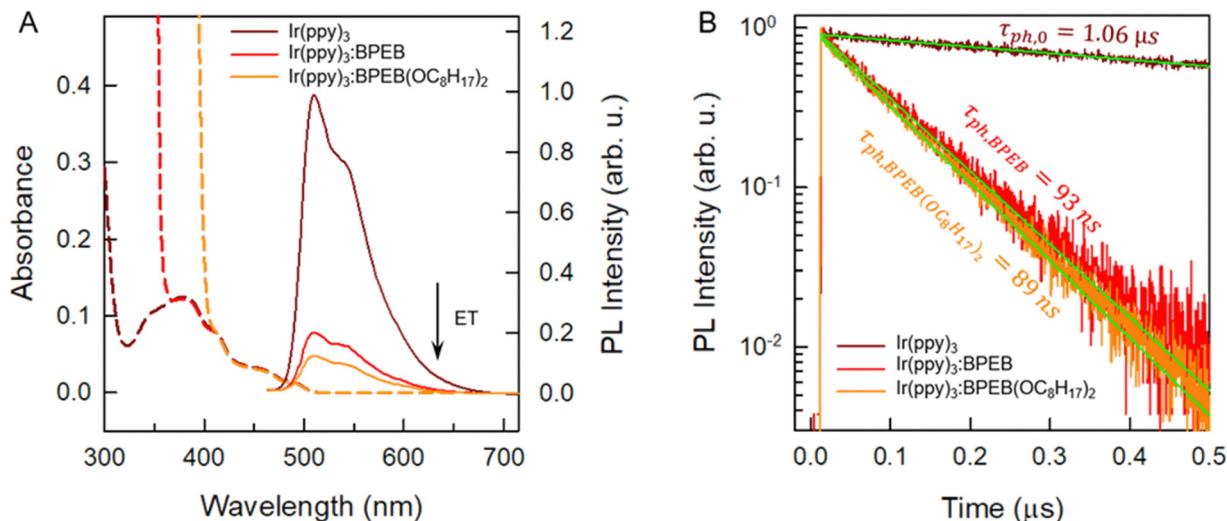 A
Ir(ppy)₃
Ir(ppy)₃:BPEB
Ir(ppy)₃:BPEB(OC₈H₁₇)₂
ET
Absorbance
0.4
0.3
0.2
0.1
0.0
1.2
1.0
0.8
0.6
0.4
0.2
0.0
PL Intensity (arb. u.)
300
400
500
600
700
Wavelength (nm)
B
τph,0 = 1.06 μs
τph,BPEB = 93 ns
τph,BPEB(OC₈H₁₇)₂ = 89 ns
PL Intensity (arb. u.)
10⁰
10⁻¹
10⁻²
Ir(ppy)₃
Ir(ppy)₃:BPEB
Ir(ppy)₃:BPEB(OC₈H₁₇)₂
0.0
0.1
0.2
0.3
0.4
0.5
Time (μs)